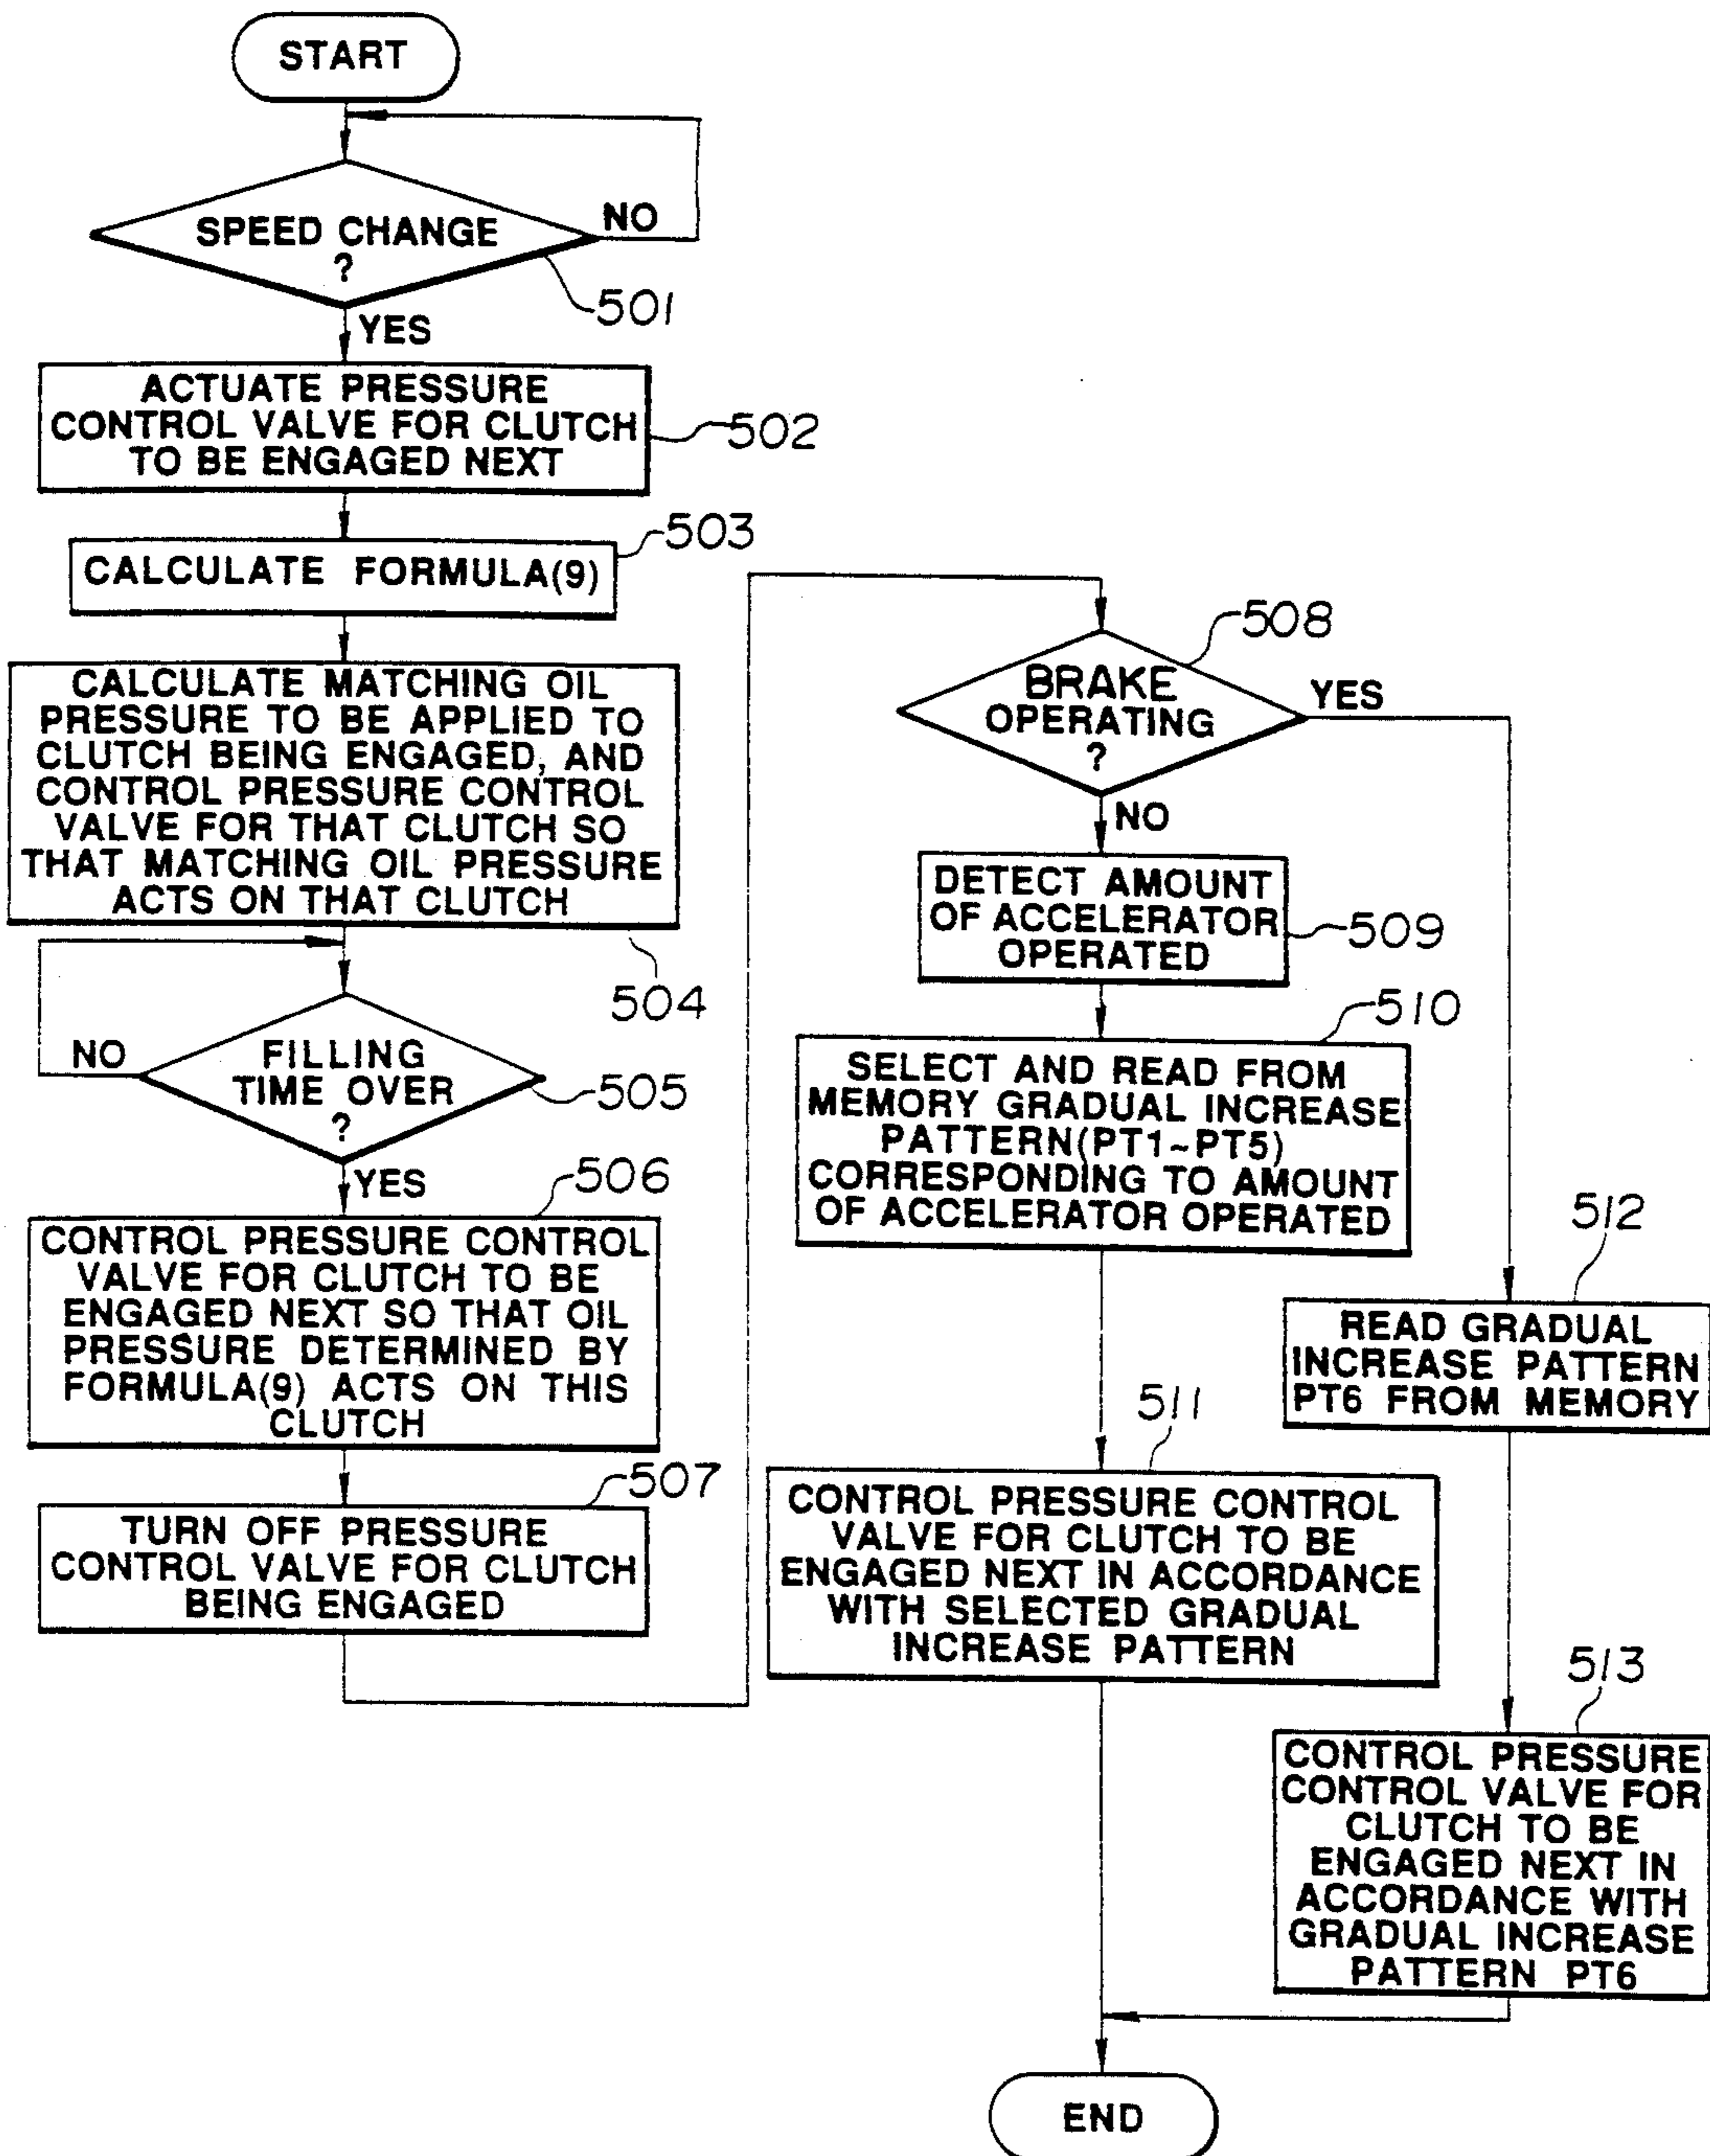 START
SPEED CHANGE
?
NO
501
YES
ACTUATE PRESSURE
CONTROL VALVE FOR CLUTCH
TO BE ENGAGED NEXT
502
503
CALCULATE FORMULA(9)
CALCULATE MATCHING OIL
PRESSURE TO BE APPLIED TO
CLUTCH BEING ENGAGED, AND
CONTROL PRESSURE CONTROL
VALVE FOR THAT CLUTCH SO
THAT MATCHING OIL PRESSURE
ACTS ON THAT CLUTCH
504
NO
FILLING
TIME OVER
?
505
YES
506
CONTROL PRESSURE CONTROL
VALVE FOR CLUTCH TO BE
ENGAGED NEXT SO THAT OIL
PRESSURE DETERMINED BY
FORMULA(9) ACTS ON THIS
CLUTCH
507
TURN OFF PRESSURE
CONTROL VALVE FOR CLUTCH
BEING ENGAGED
508
BRAKE
OPERATING
?
YES
NO
DETECT AMOUNT
OF ACCELERATOR
OPERATED
509
510
SELECT AND READ FROM
MEMORY GRADUAL INCREASE
PATTERN(PT1~PT5)
CORRESPONDING TO AMOUNT
OF ACCELERATOR OPERATED
511
CONTROL PRESSURE CONTROL
VALVE FOR CLUTCH TO BE
ENGAGED NEXT IN ACCORDANCE
WITH SELECTED GRADUAL
INCREASE PATTERN
512
READ GRADUAL
INCREASE PATTERN
PT6 FROM MEMORY
513
CONTROL PRESSURE
CONTROL VALVE FOR
CLUTCH TO BE
ENGAGED NEXT IN
ACCORDANCE WITH
GRADUAL INCREASE
PATTERN PT6
END